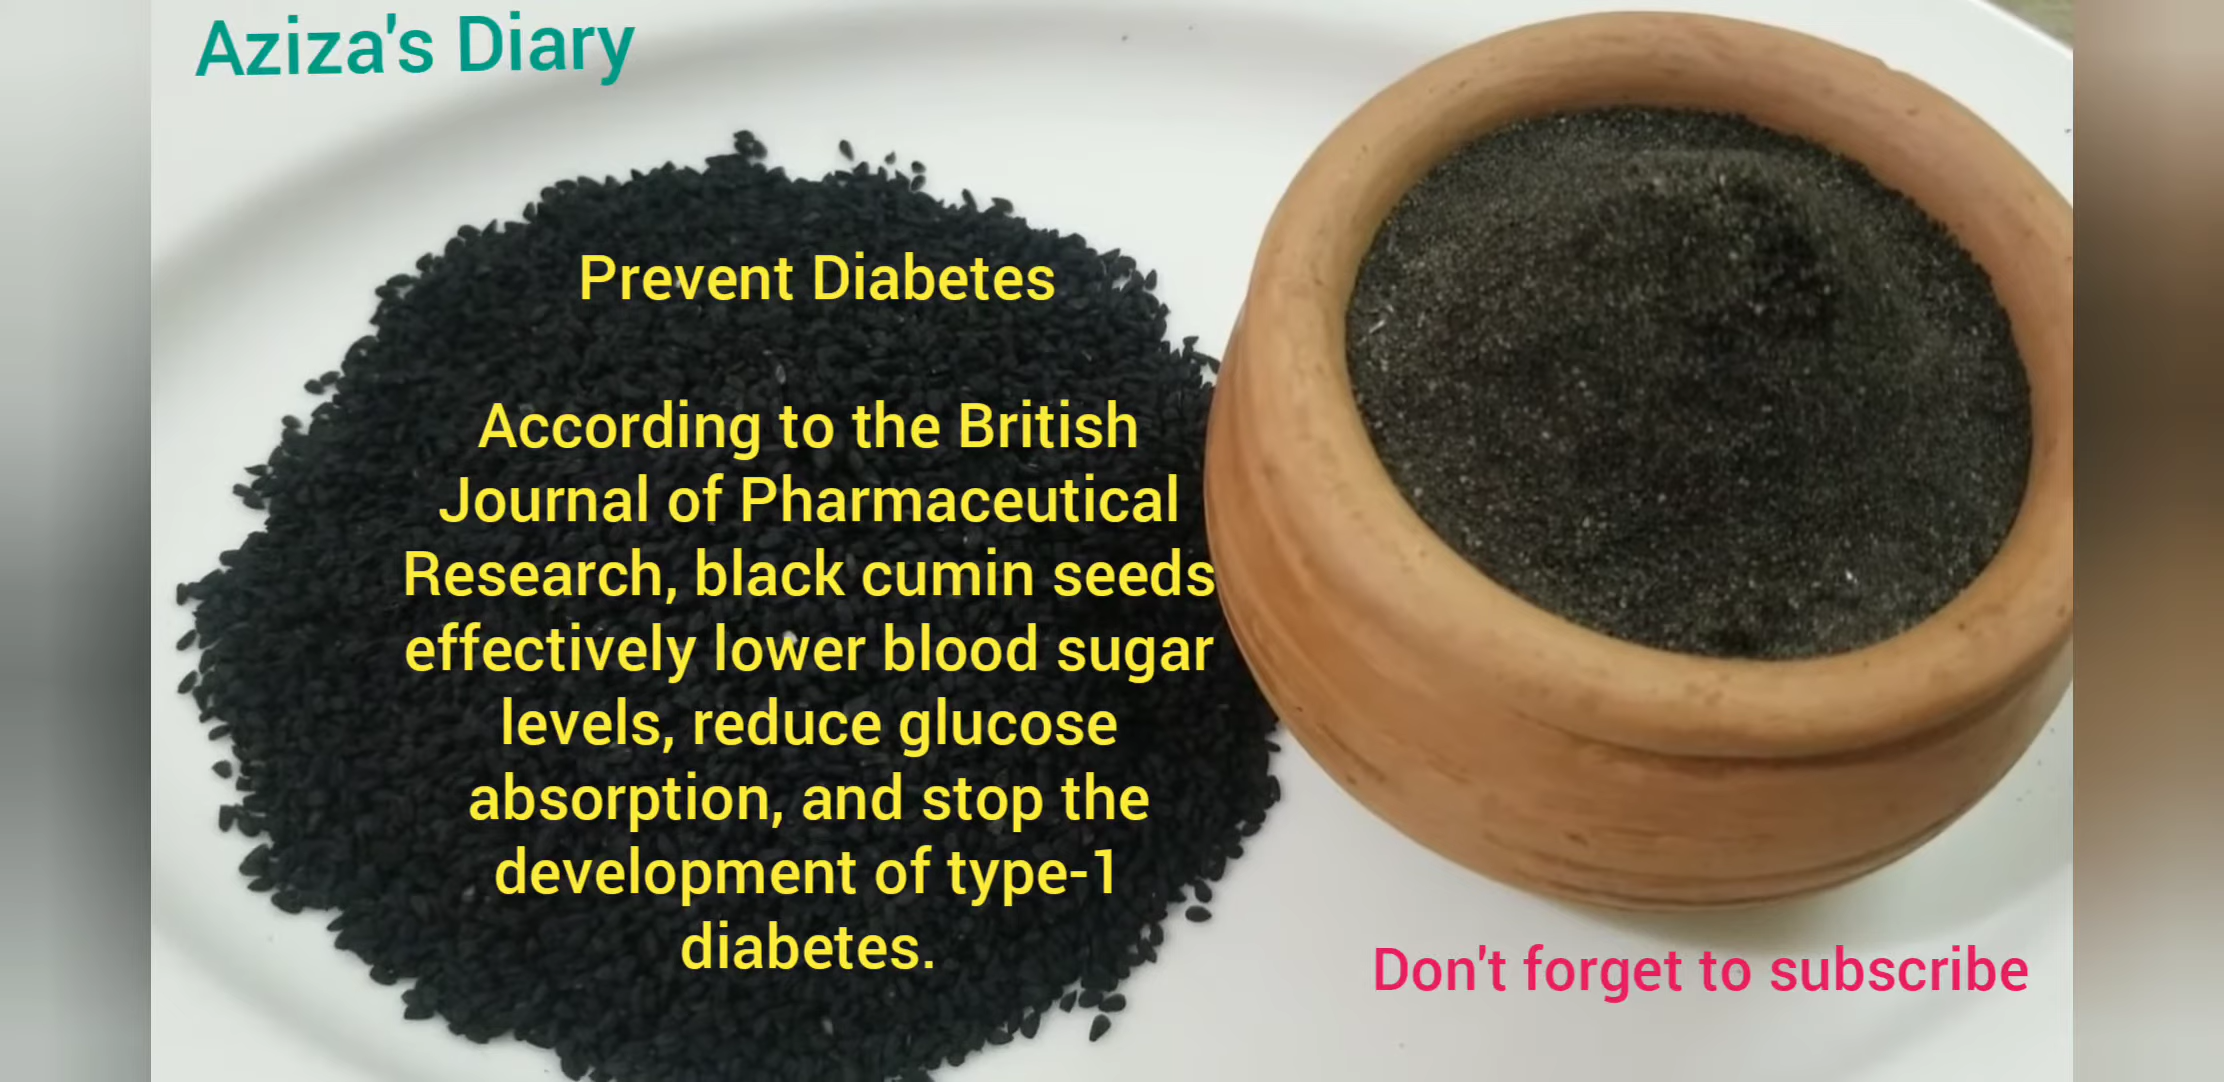 Aziza's Diary
Prevent Diabetes
According to the British
Journal of Pharmaceutical
Research, black cumin seeds
effectively lower blood sugar
levels, reduce glucose
absorption, and stop the
development of type-1
diabetes.
Don't forget to subscribe